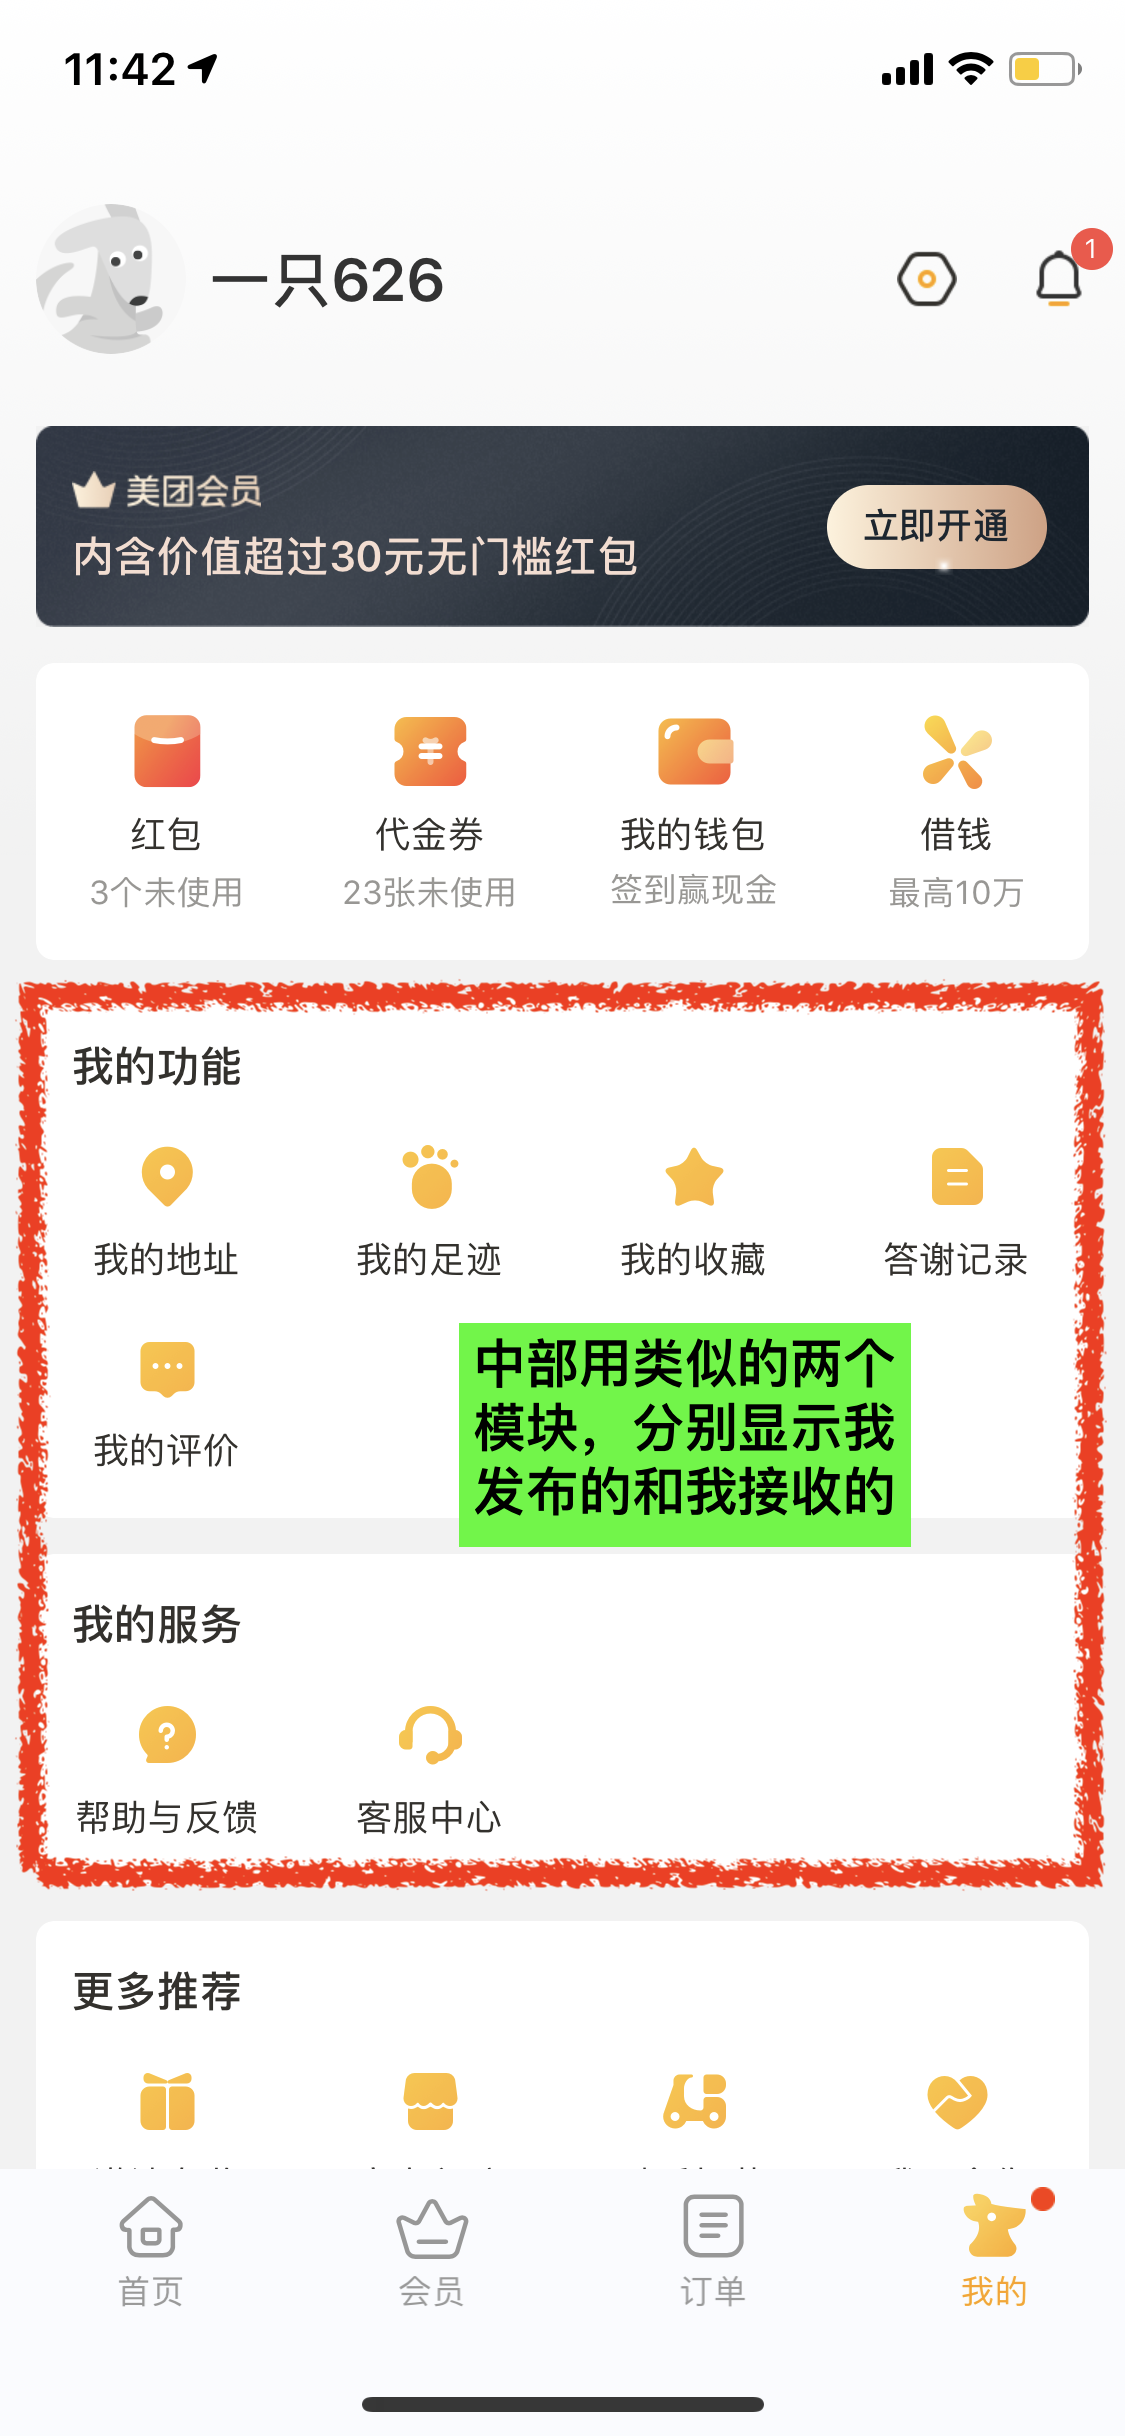 11:42
一只626
1
美团会员
内含价值超过30元无门槛红包
立即开通
红包
代金券
我的钱包
借钱
3个未使用
23张未使用
签到赢现金
最高10万
我的功能
我的地址
我的足迹
我的收藏
答谢记录
我的评价
中部用类似的两个
模块，分别显示我
发布的和我接收的
我的服务
帮助与反馈
客服中心
更多推荐
首页
会员
订单
我的